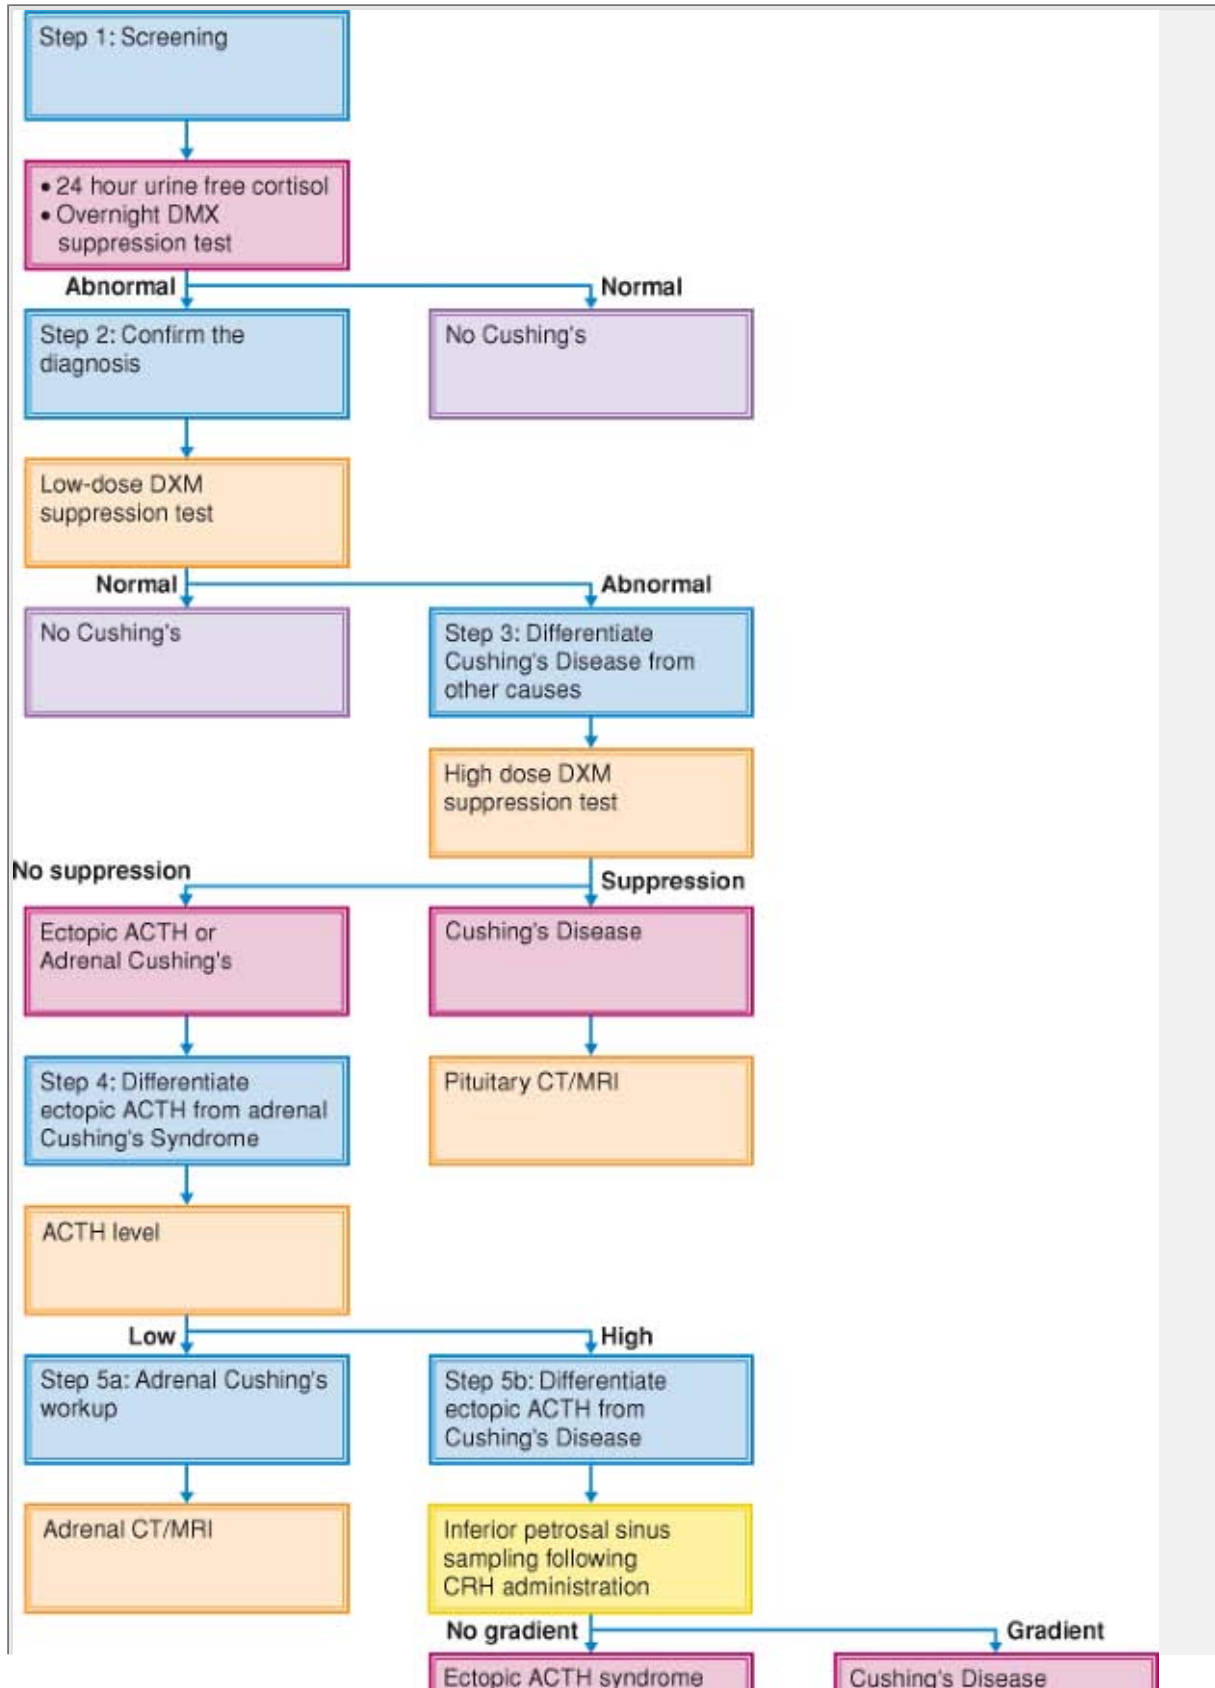 Step 1: Screening
• 24 hour urine free cortisol
• Overnight DMX
suppression test
Abnormal
Normal
Step 2: Confirm the
diagnosis
No Cushing's
Low-dose DXM
suppression test
Normal
Abnormal
No Cushing's
Step 3: Differentiate
Cushing's Disease from
other causes
High dose DXM
suppression test
No suppression
Suppression
Ectopic ACTH or
Adrenal Cushing's
Cushing's Disease
Step 4: Differentiate
ectopic ACTH from adrenal
Cushing's Syndrome
Pituitary CT/MRI
ACTH level
Low
High
Step 5a: Adrenal Cushing's
workup
Step 5b: Differentiate
ectopic ACTH from
Cushing's Disease
Adrenal CT/MRI
Inferior petrosal sinus
sampling following
CRH administration
No gradient
Gradient
Ectopic ACTH syndrome
Cushing's Disease